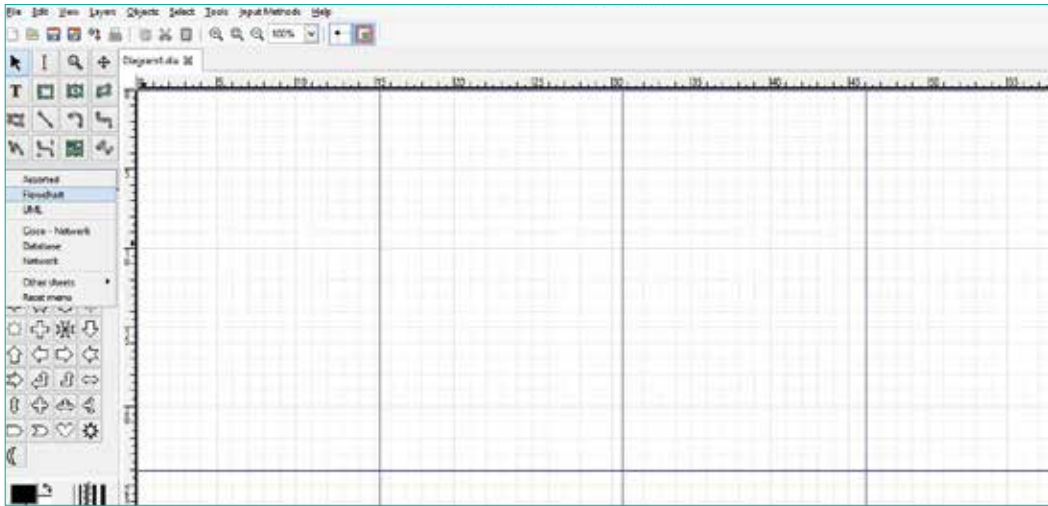 File Edit View Layers Objects Select Tools Input Methods Help
100%
Diagram1.dia
T
Assorted
Flowchart
UML
Cisco - Network
Database
Network
Other sheets
Reset menu